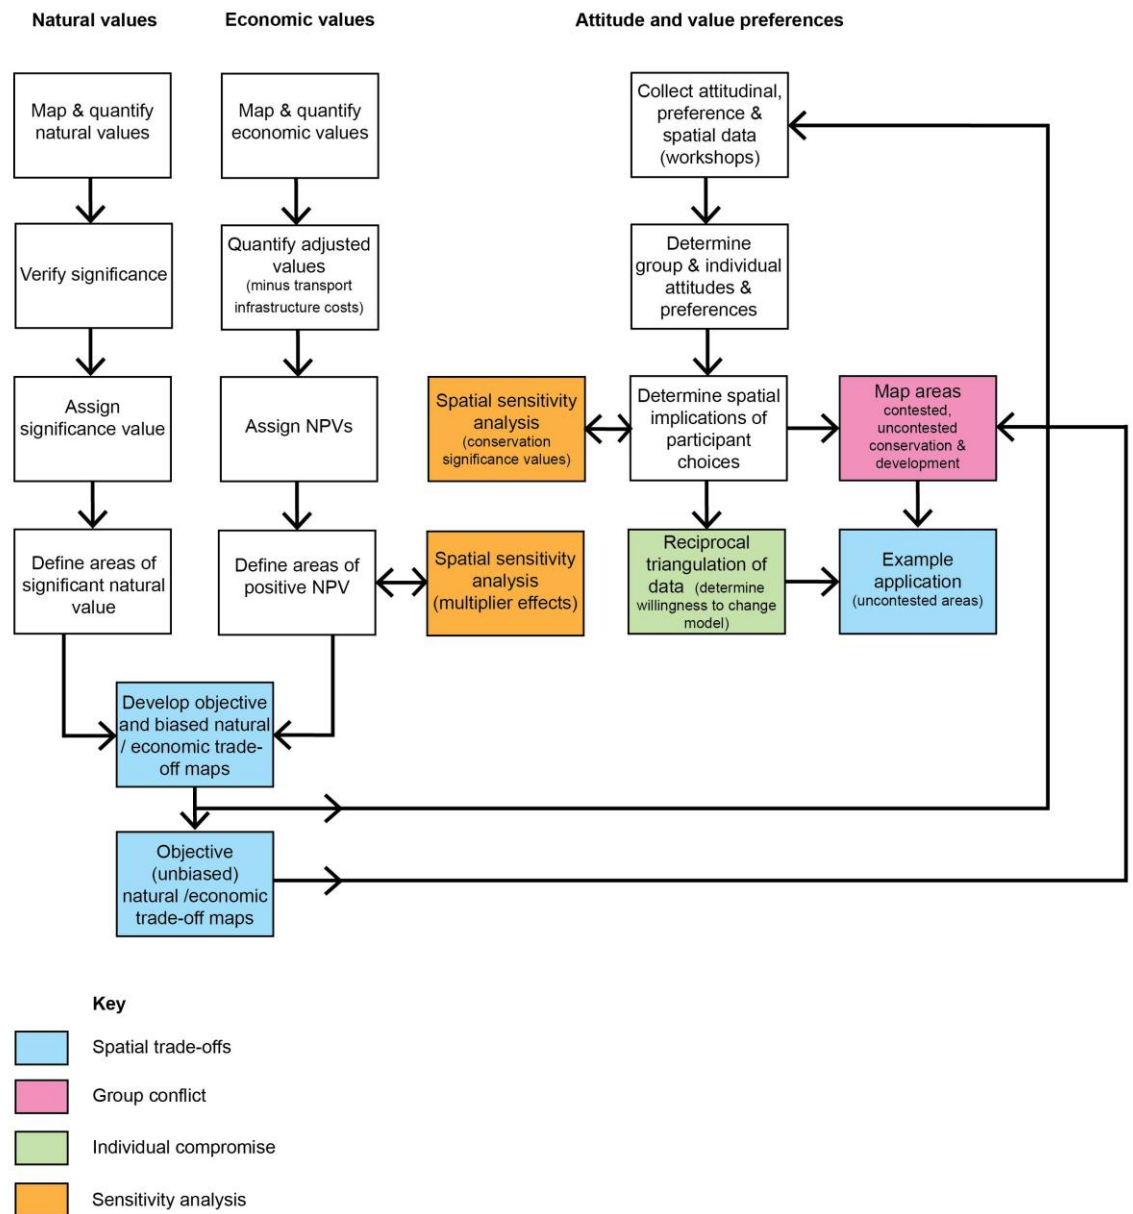 Natural values
Economic values
Attitude and value preferences
Map & quantify
natural values
Map & quantify
economic values
Collect attitudinal,
preference &
spatial data
(workshops)
Verify significance
Quantify adjusted
values
(minus transport
infrastructure costs)
Determine
group & individual
attitudes &
preferences
Assign
significance value
Assign NPVs
Spatial sensitivity
analysis
(conservation
significance values)
Determine spatial
implications of
participant
choices
Map areas
contested,
uncontested
conservation &
development
Define areas of
significant natural
value
Define areas of
positive NPV
Spatial sensitivity
analysis
(multiplier effects)
Reciprocal
triangulation of
data (determine
willingness to change
model)
Example
application
(uncontested areas)
Develop objective
and biased natural
/ economic trade-
off maps
Objective
(unbiased)
natural /economic
trade-off maps
Key
Spatial trade-offs
Group conflict
Individual compromise
Sensitivity analysis